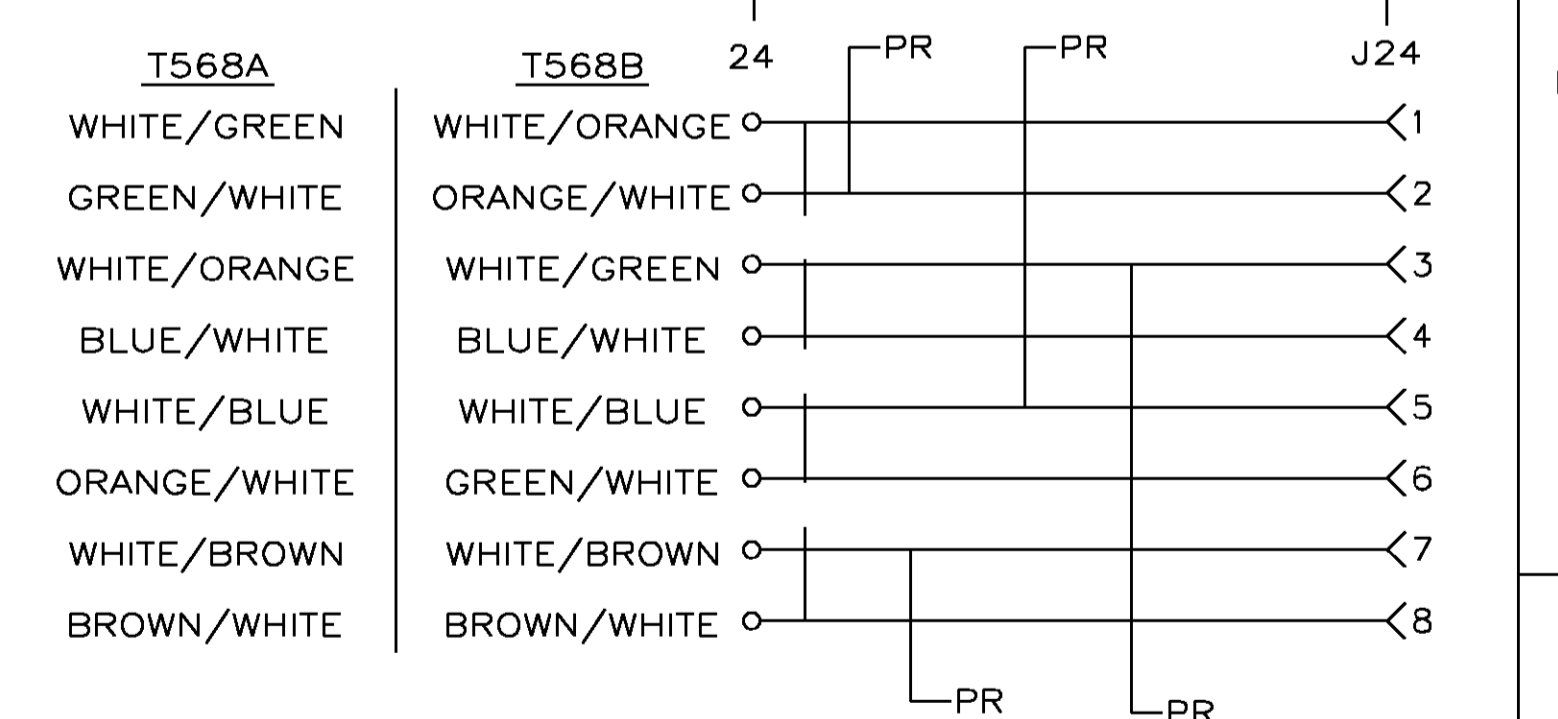 T568A T568B 24 PR PR J24
WHITE/GREEN WHITE/ORANGE 1
GREEN/WHITE ORANGE/WHITE 2
WHITE/ORANGE WHITE/GREEN 3
BLUE/WHITE BLUE/WHITE 4
WHITE/BLUE WHITE/BLUE 5
ORANGE/WHITE GREEN/WHITE 6
WHITE/BROWN WHITE/BROWN 7
BROWN/WHITE BROWN/WHITE 8
PR PR